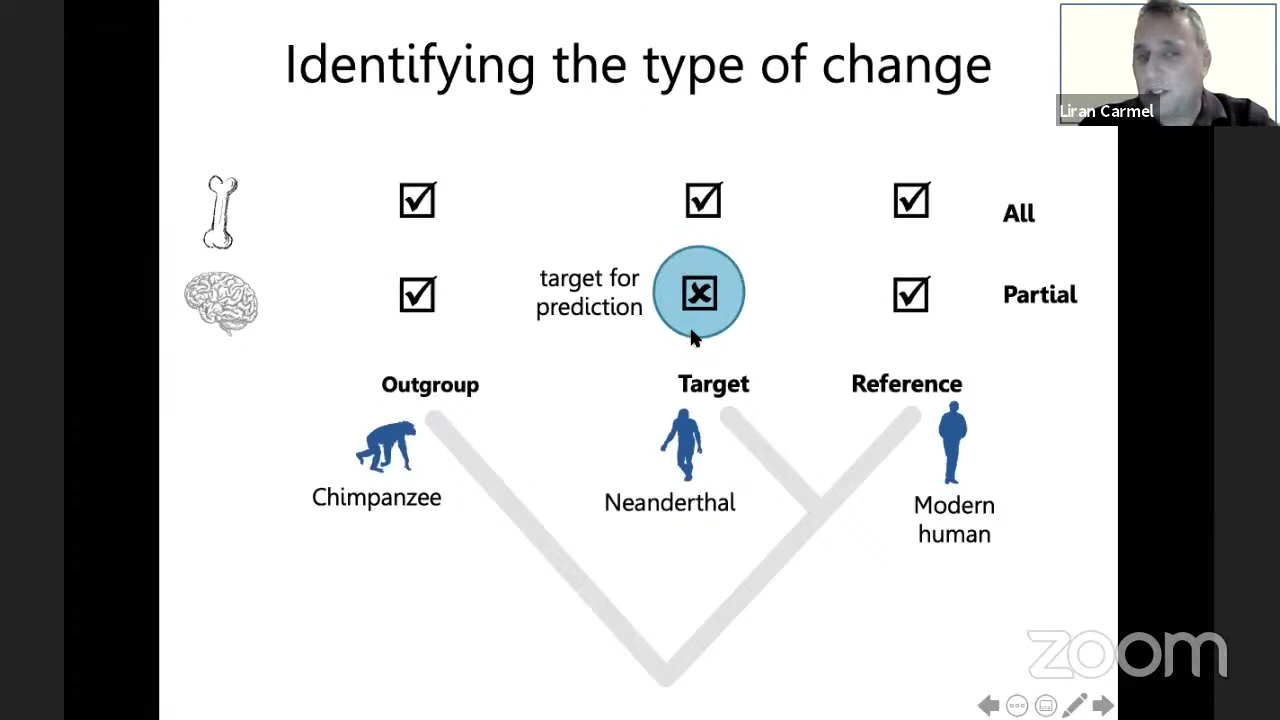 Identifying the type of change
Liran Carmel
All
target for
prediction
Partial
Outgroup
Target
Reference
Chimpanzee
Neanderthal
Modern
human
zoom